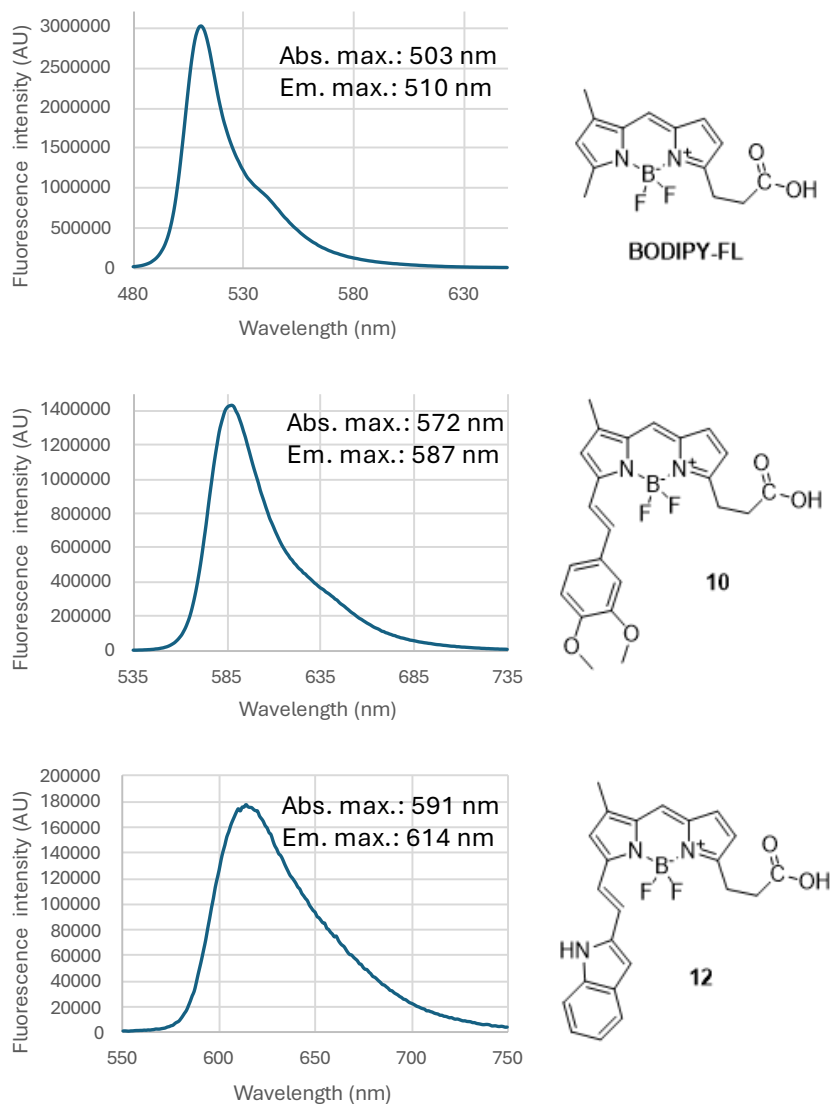 Fluorescence intensity (AU)
3000000
2500000
2000000
1500000
1000000
500000
0
480
530
580
630
Wavelength (nm)
Abs. max.: 503 nm
Em. max.: 510 nm
N
B-
N+
F
F
O
C
OH
BODIPY-FL
Fluorescence intensity (AU)
1400000
1200000
1000000
800000
600000
400000
200000
0
535
585
635
685
735
Wavelength (nm)
Abs. max.: 572 nm
Em. max.: 587 nm
N
B-
N+
F
F
O
C
OH
O
O
10
Fluorescence intensity (AU)
200000
180000
160000
140000
120000
100000
80000
60000
40000
20000
0
550
600
650
700
750
Wavelength (nm)
Abs. max.: 591 nm
Em. max.: 614 nm
N
B-
N+
F
F
O
C
OH
HN
12